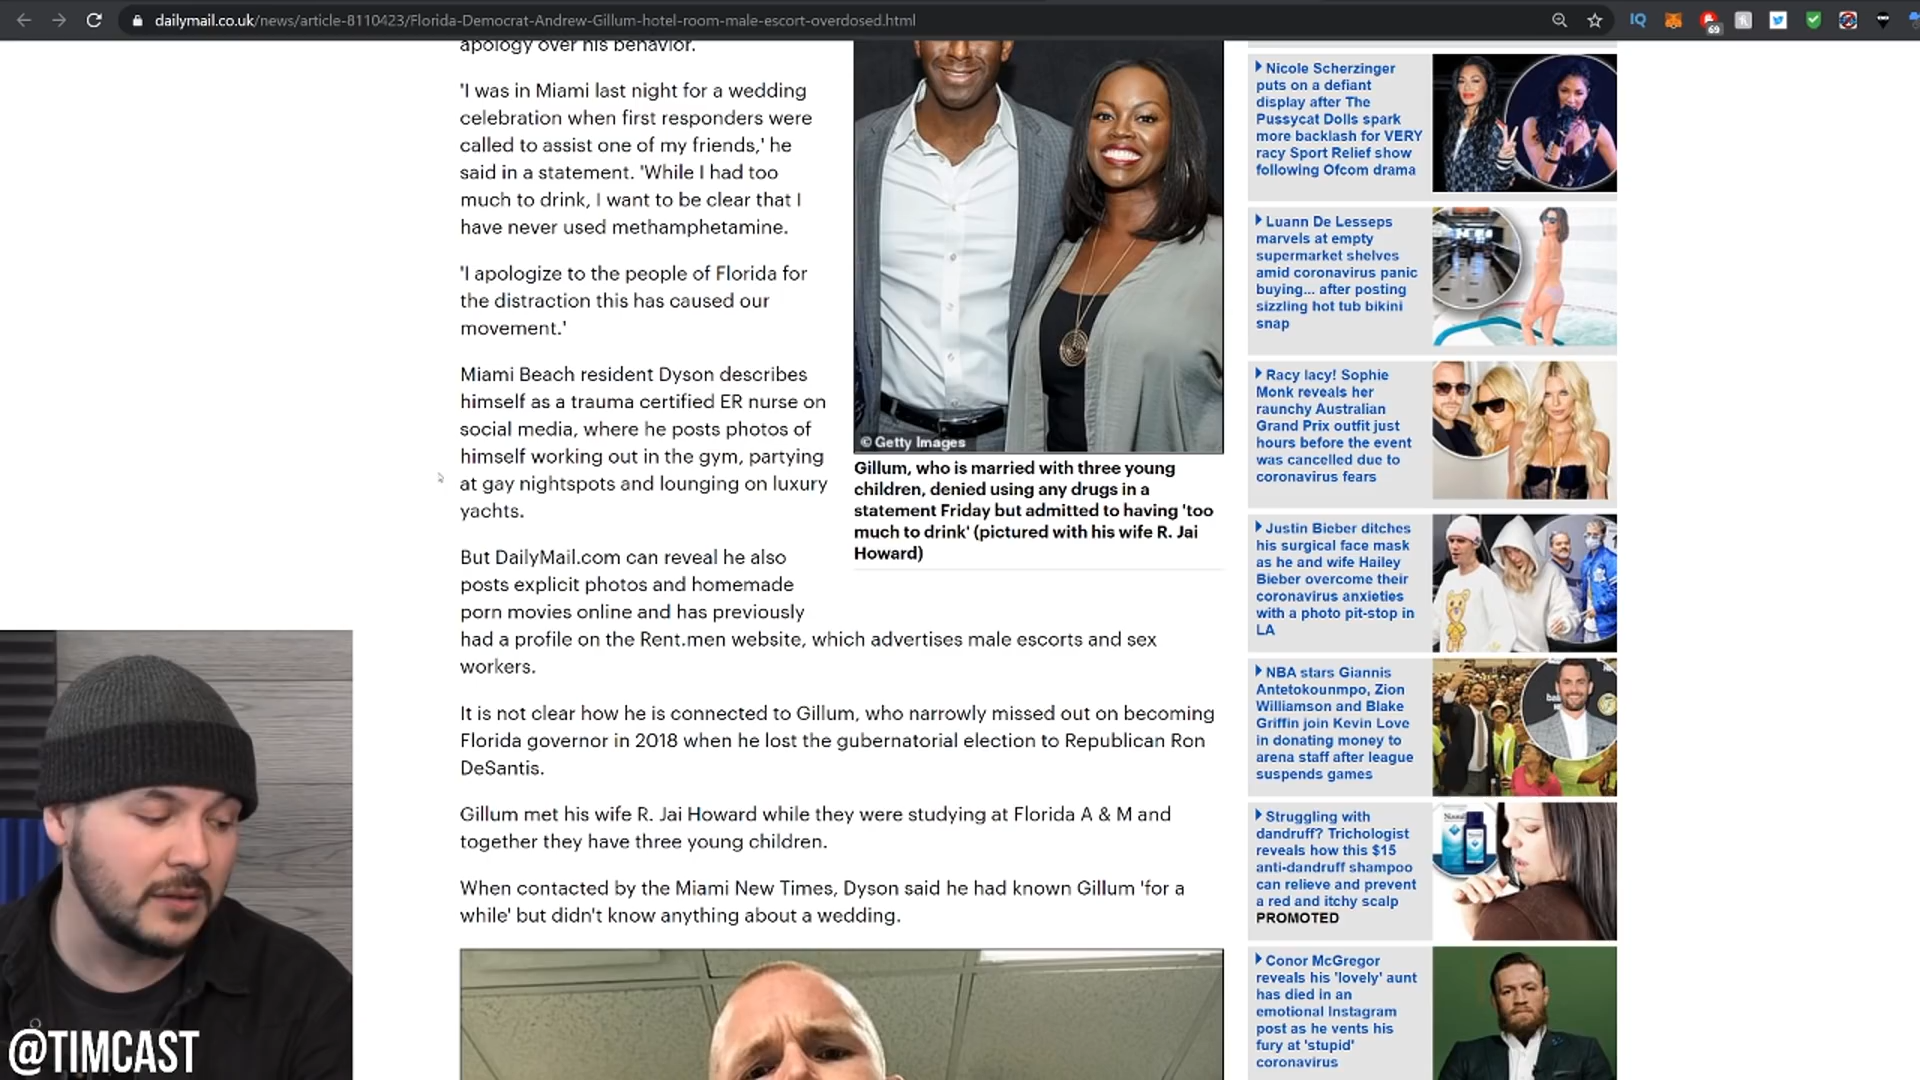 dailymail.co.uk/news/article-8110423/Florida-Democrat-Andrew-Gillum-hotel-room-male-escort-overdosed.html
IQ
69
apology over his behavior.
'I was in Miami last night for a wedding
celebration when first responders were
called to assist one of my friends,' he
said in a statement. 'While I had too
much to drink, I want to be clear that I
have never used methamphetamine.
'I apologize to the people of Florida for
the distraction this has caused our
movement.'
Miami Beach resident Dyson describes
himself as a trauma certified ER nurse on
social media, where he posts photos of
himself working out in the gym, partying
at gay nightspots and lounging on luxury
yachts.
But DailyMail.com can reveal he also
posts explicit photos and homemade
porn movies online and has previously
had a profile on the Rent.men website, which advertises male escorts and sex
workers.
It is not clear how he is connected to Gillum, who narrowly missed out on becoming
Florida governor in 2018 when he lost the gubernatorial election to Republican Ron
DeSantis.
Gillum met his wife R. Jai Howard while they were studying at Florida A & M and
together they have three young children.
When contacted by the Miami New Times, Dyson said he had known Gillum 'for a
while' but didn't know anything about a wedding.
© Getty Images
Gillum, who is married with three young
children, denied using any drugs in a
statement Friday but admitted to having 'too
much to drink' (pictured with his wife R. Jai
Howard)
Nicole Scherzinger
puts on a defiant
display after The
Pussycat Dolls spark
more backlash for VERY
racy Sport Relief show
following Ofcom drama
Luann De Lesseps
marvels at empty
supermarket shelves
amid coronavirus panic
buying... after posting
sizzling hot tub bikini
snap
Racy lacy! Sophie
Monk reveals her
raunchy Australian
Grand Prix outfit just
hours before the event
was cancelled due to
coronavirus fears
Justin Bieber ditches
his surgical face mask
as he and wife Hailey
Bieber overcome their
coronavirus anxieties
with a photo pit-stop in
LA
NBA stars Giannis
Antetokounmpo, Zion
Williamson and Blake
Griffin join Kevin Love
in donating money to
arena staff after league
suspends games
Struggling with
dandruff? Trichologist
reveals how this $15
anti-dandruff shampoo
can relieve and prevent
a red and itchy scalp
PROMOTED
Conor McGregor
reveals his 'lovely' aunt
has died in an
emotional Instagram
post as he vents his
fury at 'stupid'
coronavirus
@TIMCAST